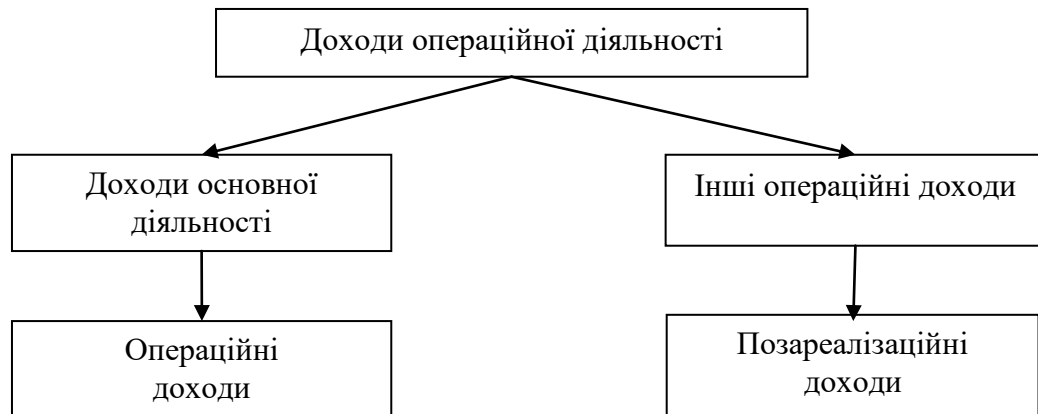 Доходи операційної діяльності
Доходи основної
діяльності
Інші операційні доходи
Операційні
доходи
Позареалізаційні
доходи